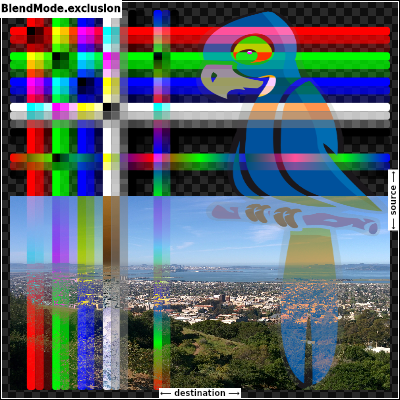 BlendMode.exclusion
⟵ source ⟶
⟵ destination ⟶